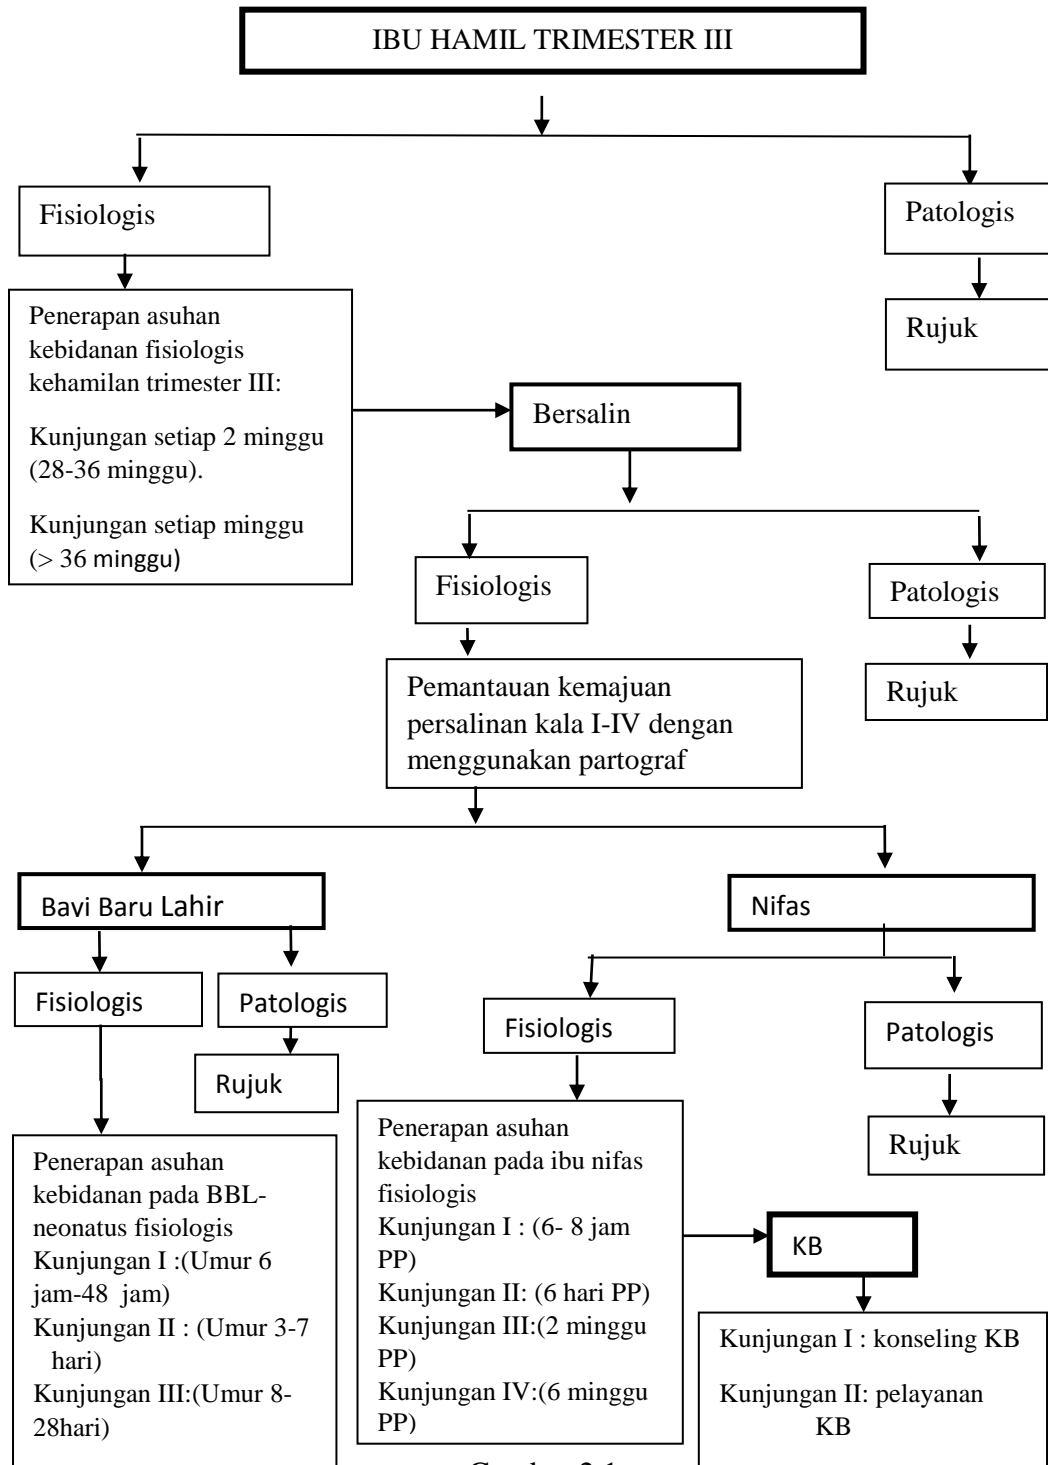 IBU HAMIL TRIMESTER III
Fisiologis
Patologis
Penerapan asuhan
kebidanan fisiologis
kehamilan trimester III:
Kunjungan setiap 2 minggu
(28-36 minggu).
Kunjungan setiap minggu
(> 36 minggu)
Rujuk
Bersalin
Fisiologis
Patologis
Pemantauan kemajuan
persalinan kala I-IV dengan
menggunakan partograf
Rujuk
Bayi Baru Lahir
Nifas
Fisiologis
Patologis
Fisiologis
Patologis
Rujuk
Rujuk
Penerapan asuhan
kebidanan pada BBL-
neonatus fisiologis
Kunjungan I :(Umur 6
jam-48 jam)
Kunjungan II : (Umur 3-7
hari)
Kunjungan III:(Umur 8-
28hari)
Penerapan asuhan
kebidanan pada ibu nifas
fisiologis
Kunjungan I : (6- 8 jam
PP)
Kunjungan II: (6 hari PP)
Kunjungan III:(2 minggu
PP)
Kunjungan IV:(6 minggu
PP)
KB
Kunjungan I : konseling KB
Kunjungan II: pelayanan
KB